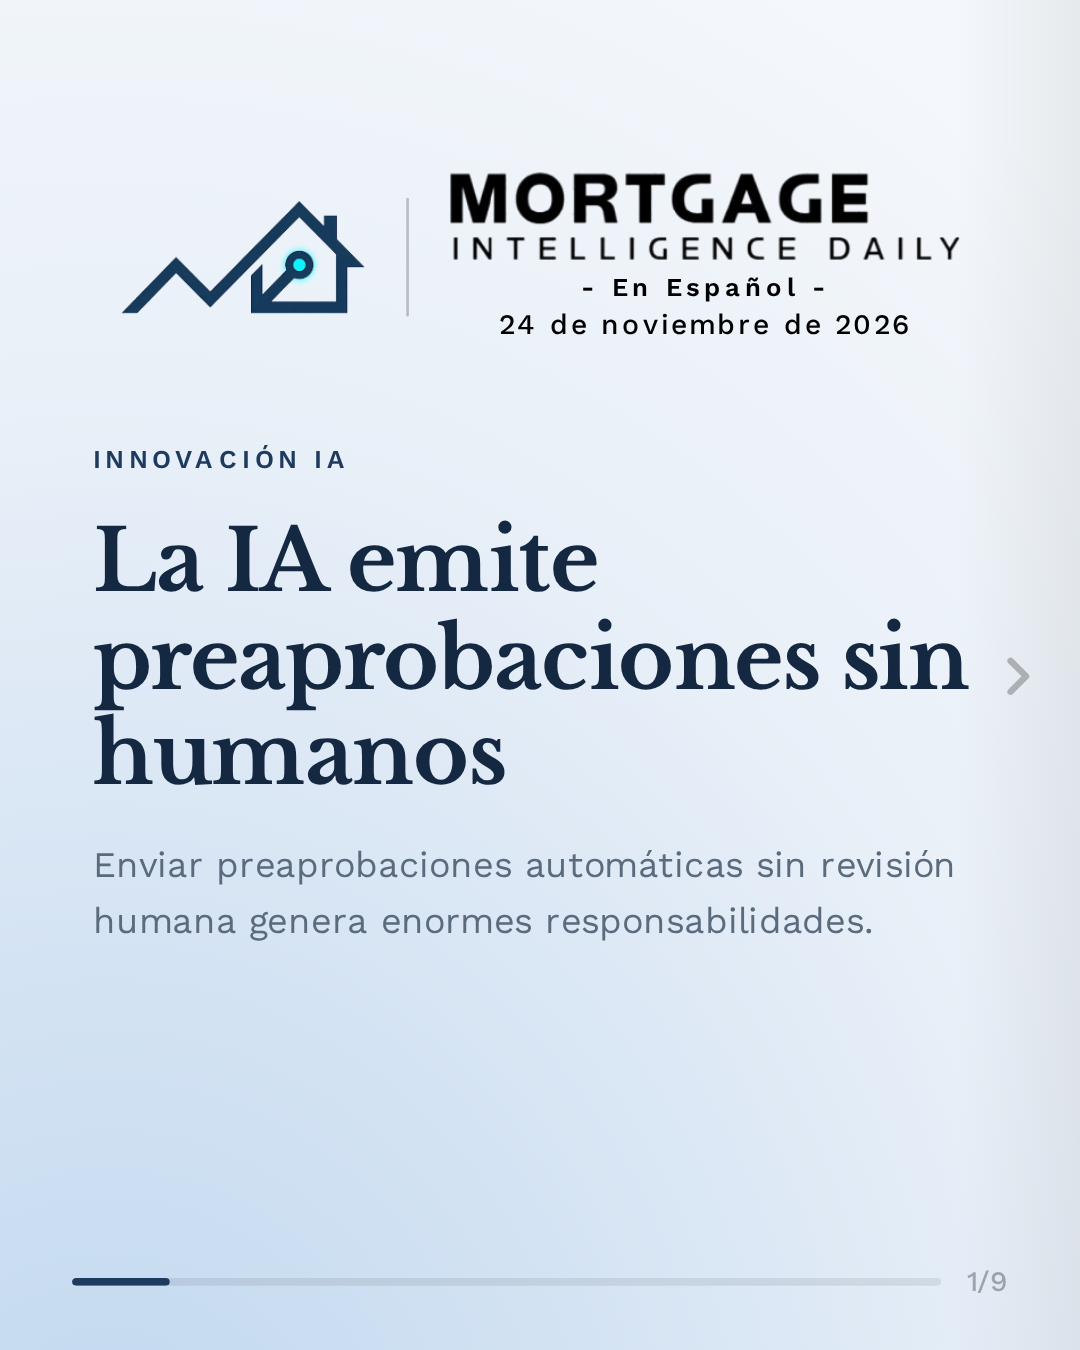 MORTGAGE
INTELLIGENCE DAILY
- En Español -
24 de noviembre de 2026
INNOVACIÓN IA
La IA emite
preaprobaciones sin
humanos
Enviar preaprobaciones automáticas sin revisión
humana genera enormes responsabilidades.
1/9